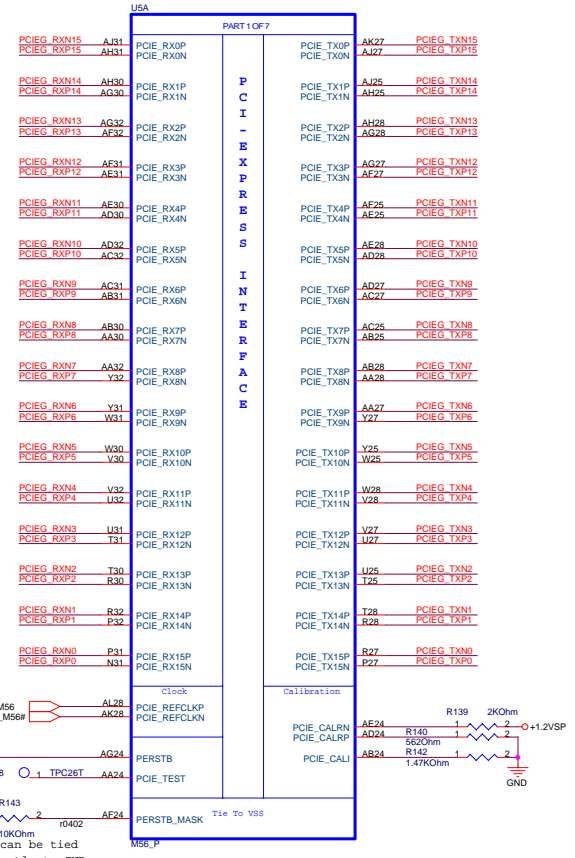 U5A
PART 1 OF 7
PCIEG_RXN15 AJ31 PCIE_RX0P PCIE_TX0P AK27 PCIEG_TXN15
PCIEG_RXP15 AH31 PCIE_RX0N PCIE_TX0N AJ27 PCIEG_TXP15
PCIEG_RXN14 AH30 PCIE_RX1P PCIE_TX1P AJ25 PCIEG_TXN14
PCIEG_RXP14 AG30 PCIE_RX1N PCIE_TX1N AH25 PCIEG_TXP14
PCIEG_RXN13 AG32 PCIE_RX2P PCIE_TX2P AH28 PCIEG_TXN13
PCIEG_RXP13 AF32 PCIE_RX2N PCIE_TX2N AG28 PCIEG_TXP13
PCIEG_RXN12 AF31 PCIE_RX3P PCIE_TX3P AG27 PCIEG_TXN12
PCIEG_RXP12 AE31 PCIE_RX3N PCIE_TX3N AF27 PCIEG_TXP12
PCIEG_RXN11 AE30 PCIE_RX4P PCIE_TX4P AF25 PCIEG_TXN11
PCIEG_RXP11 AD30 PCIE_RX4N PCIE_TX4N AE25 PCIEG_TXP11
PCIEG_RXN10 AD32 PCIE_RX5P PCIE_TX5P AE28 PCIEG_TXN10
PCIEG_RXP10 AC32 PCIE_RX5N PCIE_TX5N AD28 PCIEG_TXP10
PCIEG_RXN9 AC31 PCIE_RX6P PCIE_TX6P AD27 PCIEG_TXN9
PCIEG_RXP9 AB31 PCIE_RX6N PCIE_TX6N AC27 PCIEG_TXP9
PCIEG_RXN8 AB30 PCIE_RX7P PCIE_TX7P AC25 PCIEG_TXN8
PCIEG_RXP8 AA30 PCIE_RX7N PCIE_TX7N AB25 PCIEG_TXP8
PCIEG_RXN7 AA32 PCIE_RX8P PCIE_TX8P AB28 PCIEG_TXN7
PCIEG_RXP7 Y32 PCIE_RX8N PCIE_TX8N AA28 PCIEG_TXP7
PCIEG_RXN6 Y31 PCIE_RX9P PCIE_TX9P AA27 PCIEG_TXN6
PCIEG_RXP6 W31 PCIE_RX9N PCIE_TX9N Y27 PCIEG_TXP6
PCIEG_RXN5 W30 PCIE_RX10P PCIE_TX10P Y25 PCIEG_TXN5
PCIEG_RXP5 V30 PCIE_RX10N PCIE_TX10N W25 PCIEG_TXP5
PCIEG_RXN4 V32 PCIE_RX11P PCIE_TX11P W28 PCIEG_TXN4
PCIEG_RXP4 U32 PCIE_RX11N PCIE_TX11N V28 PCIEG_TXP4
PCIEG_RXN3 U31 PCIE_RX12P PCIE_TX12P V27 PCIEG_TXN3
PCIEG_RXP3 T31 PCIE_RX12N PCIE_TX12N U27 PCIEG_TXP3
PCIEG_RXN2 T30 PCIE_RX13P PCIE_TX13P U25 PCIEG_TXN2
PCIEG_RXP2 R30 PCIE_RX13N PCIE_TX13N T25 PCIEG_TXP2
PCIEG_RXN1 R32 PCIE_RX14P PCIE_TX14P T28 PCIEG_TXN1
PCIEG_RXP1 P32 PCIE_RX14N PCIE_TX14N R28 PCIEG_TXP1
PCIEG_RXN0 P31 PCIE_RX15P PCIE_TX15P R27 PCIEG_TXN0
PCIEG_RXP0 N31 PCIE_RX15N PCIE_TX15N P27 PCIEG_TXP0
PCI-EXPRESS INTERFACE
Clock Calibration
M56 AL28 PCIE_REFCLKP
_M56# AK28 PCIE_REFCLKN
R139 2KOhm
PCIE_CALRN AE24 1 2 +1.2VSP
PCIE_CALRP AD24 R140 1 2
562Ohm
R142
PCIE_CALI AB24 1 2
1.47KOhm
GND
AG24 PERSTB
8 1 TPC26T AA24 PCIE_TEST
R143
2 AF24 PERSTB_MASK Tie To VSS
r0402
10KOhm
M56_P
can be tied